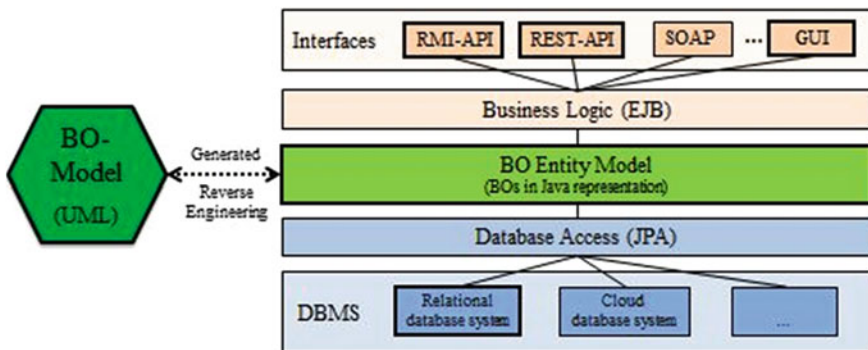 Interfaces
RMI-API
REST-API
SOAP
...
GUI
Business Logic (EJB)
BO-
Model
(UML)
Generated
Reverse
Engineering
BO Entity Model
(BOs in Java representation)
Database Access (JPA)
DBMS
Relational
database system
Cloud
database system
...